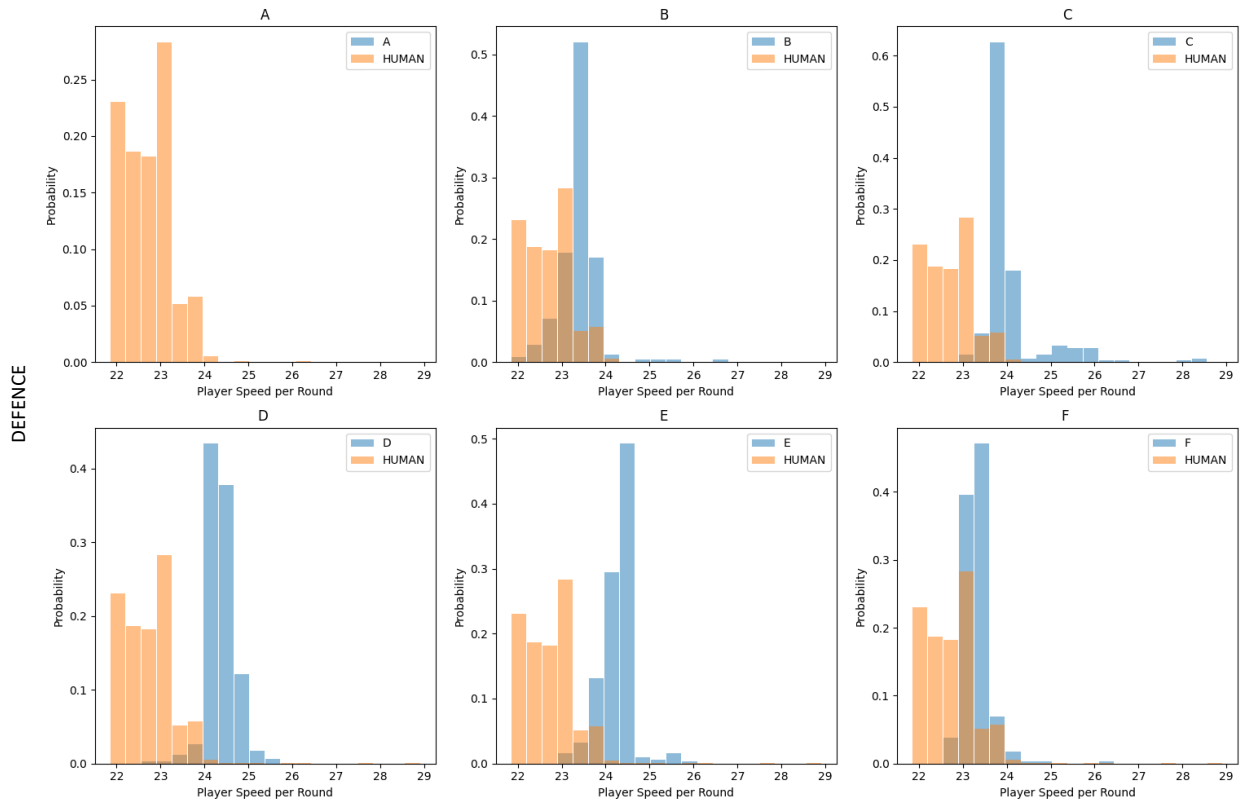 A
A
HUMAN
0.25
0.20
0.15
0.10
0.05
0.00
Probability
22 23 24 25 26 27 28 29
Player Speed per Round
B
B
HUMAN
0.5
0.4
0.3
0.2
0.1
0.0
Probability
22 23 24 25 26 27 28 29
Player Speed per Round
C
C
HUMAN
0.6
0.5
0.4
0.3
0.2
0.1
0.0
Probability
22 23 24 25 26 27 28 29
Player Speed per Round
DEFENCE
D
D
HUMAN
0.4
0.3
0.2
0.1
0.0
Probability
22 23 24 25 26 27 28 29
Player Speed per Round
E
E
HUMAN
0.5
0.4
0.3
0.2
0.1
0.0
Probability
22 23 24 25 26 27 28 29
Player Speed per Round
F
F
HUMAN
0.4
0.3
0.2
0.1
0.0
Probability
22 23 24 25 26 27 28 29
Player Speed per Round